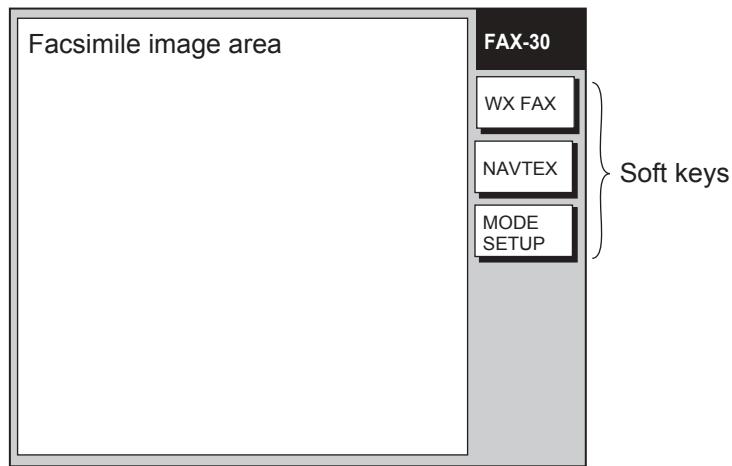 Facsimile image area
FAX-30
WX FAX
NAVTEX
MODE
SETUP
Soft keys